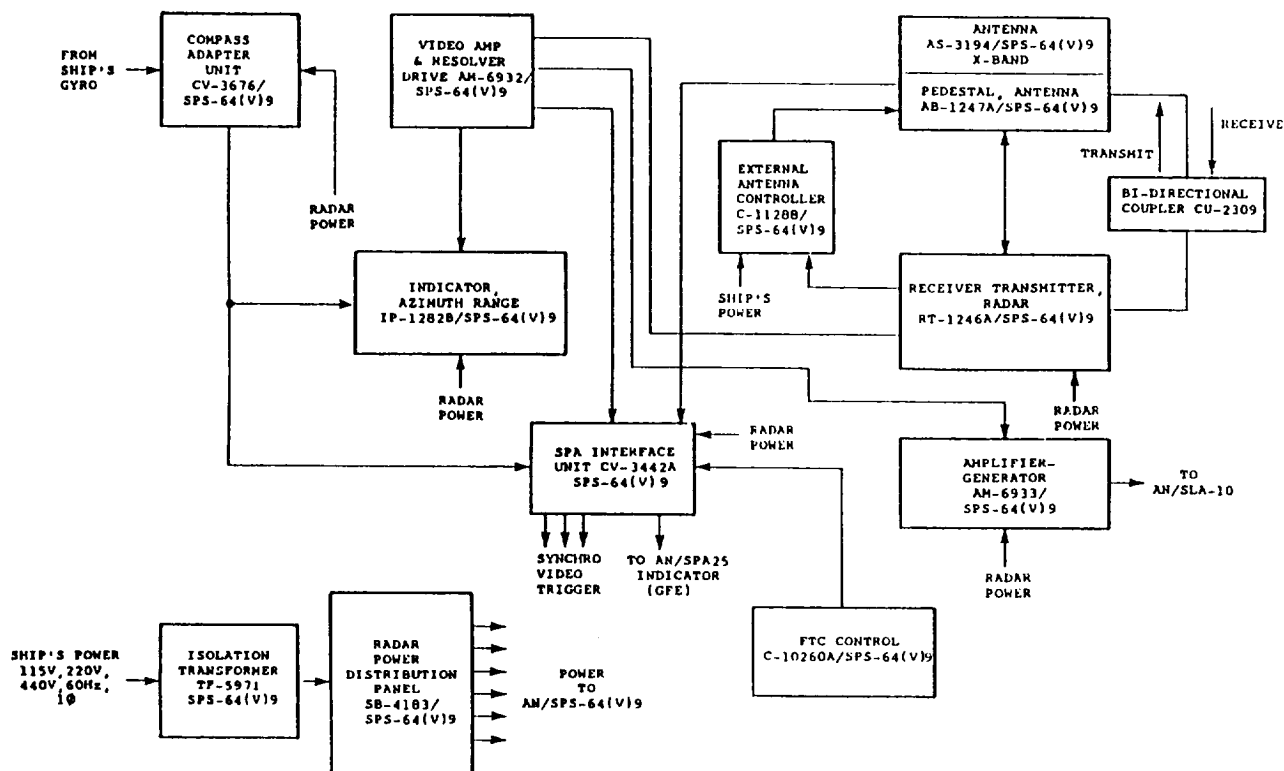 COMPASS
ADAPTER
UNIT
CV-3676/
SPS-64(V)9
FROM
SHIP'S
GYRO
RADAR
POWER
VIDEO AMP
& RESOLVER
DRIVE AM-6932/
SPS-64(V)9
ANTENNA
AS-3194/SPS-64(V)9
X-BAND
PEDESTAL, ANTENNA
AB-1247A/SPS-64(V)9
TRANSMIT
RECEIVE
BI-DIRECTIONAL
COUPLER CU-2309
EXTERNAL
ANTENNA
CONTROLLER
C-1128B/
SPS-64(V)9
SHIP'S
POWER
INDICATOR,
AZIMUTH RANGE
IP-1282B/SPS-64(V)9
RADAR
POWER
RECEIVER TRANSMITTER,
RADAR
RT-1246A/SPS-64(V)9
RADAR
POWER
SPA INTERFACE
UNIT CV-3442A
SPS-64(V)9
RADAR
POWER
SYNCHRO
VIDEO
TRIGGER
TO AN/SPA25
INDICATOR
(GFE)
AMPLIFIER-
GENERATOR
AM-6933/
SPS-64(V)9
TO
AN/SLA-10
RADAR
POWER
FTC CONTROL
C-10260A/SPS-64(V)9
SHIP'S POWER
115V,220V,
440V,60Hz,
1Ø
ISOLATION
TRANSFORMER
TF-5971
SPS-64(V)9
RADAR
POWER
DISTRIBUTION
PANEL
SB-4183/
SPS-64(V)9
POWER
TO
AN/SPS-64(V)9